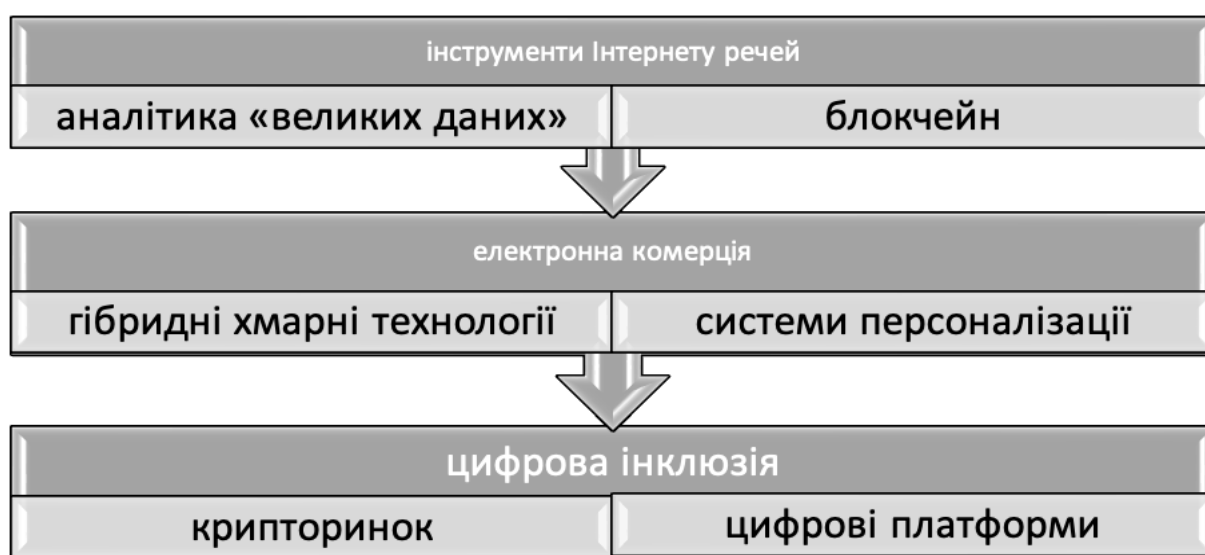 інструменти Інтернету речей
аналітика «великих даних»
блокчейн
електронна комерція
гібридні хмарні технології
системи персоналізації
цифрова інклюзія
крипторинок
цифрові платформи